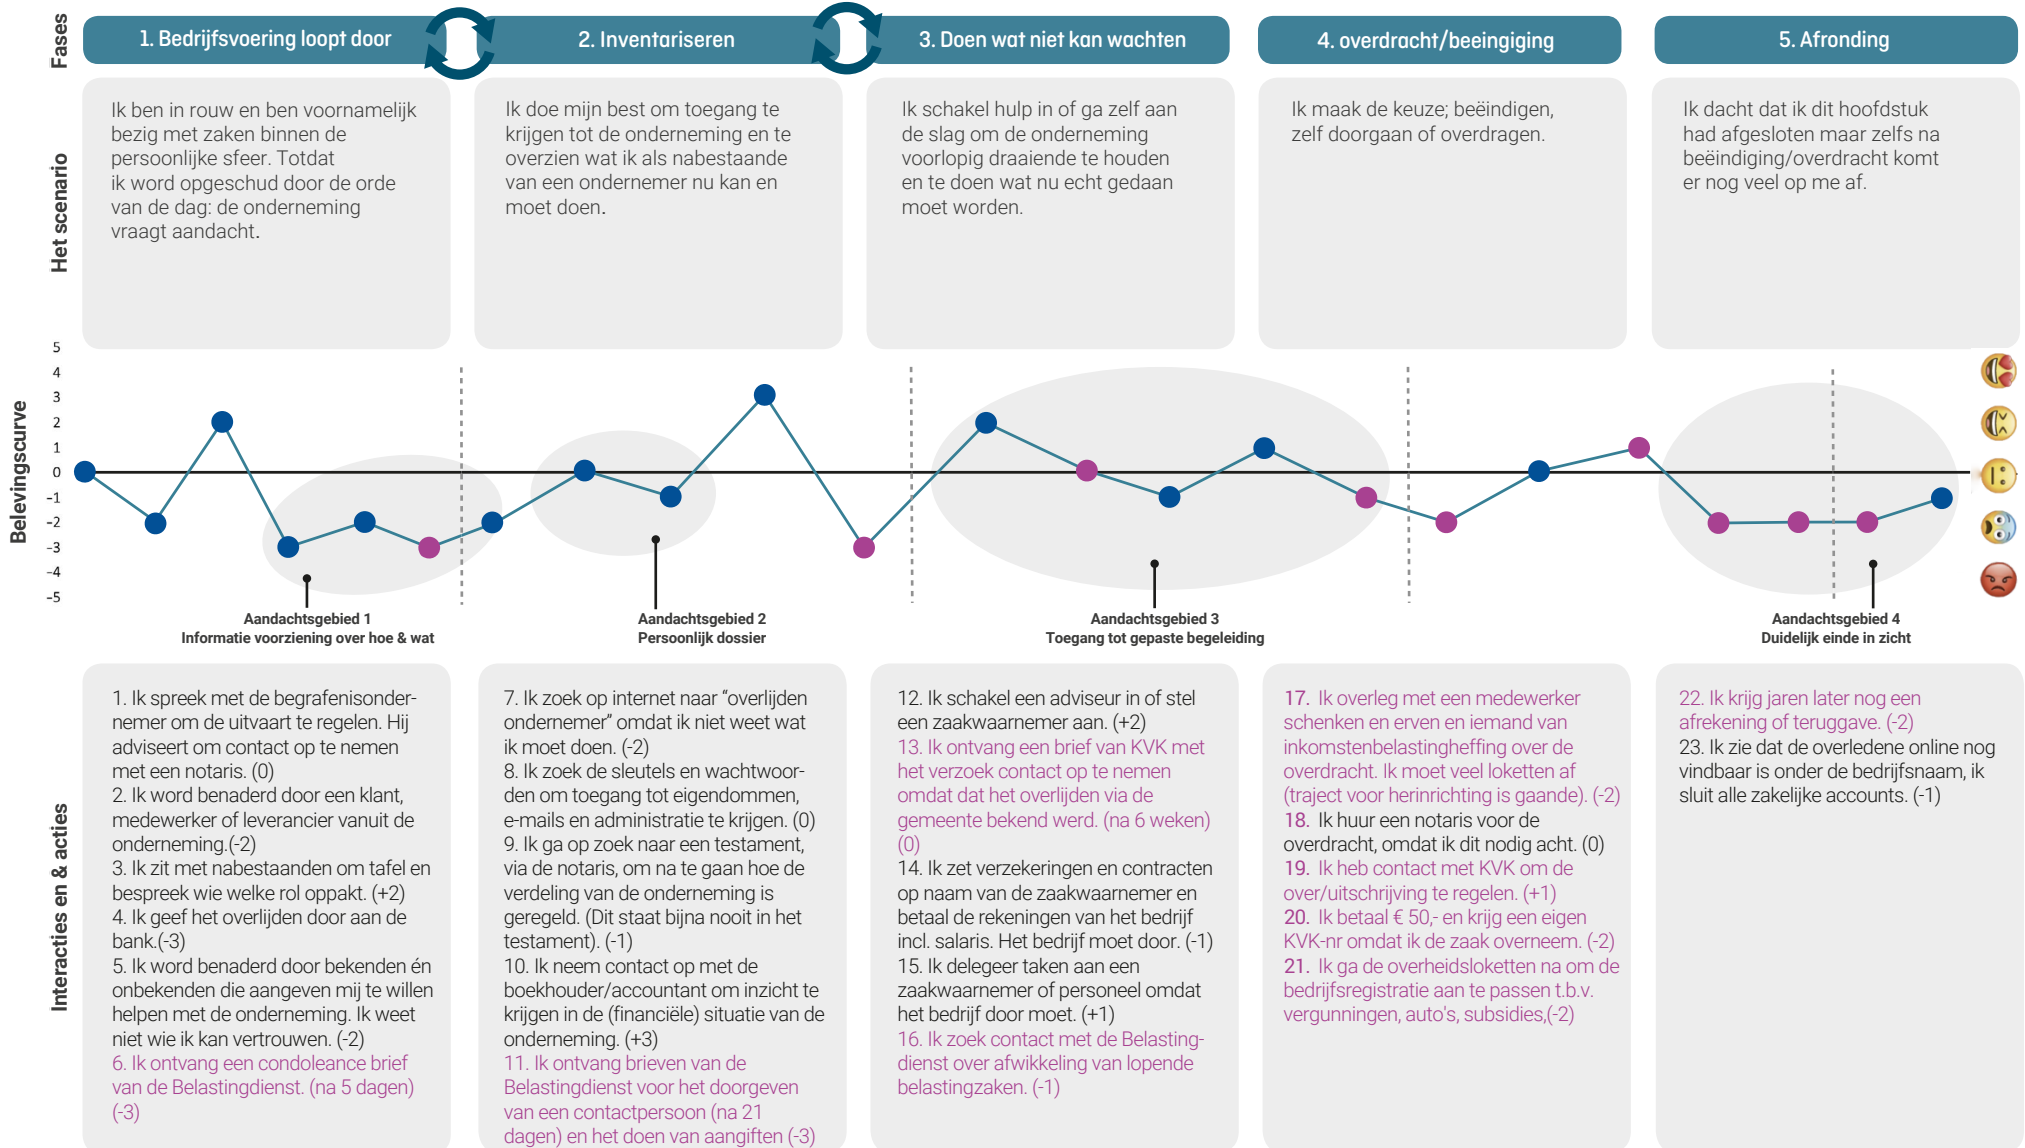 Fases
1. Bedrijfsvoering loopt door
2. Inventariseren
3. Doen wat niet kan wachten
4. overdracht/beeingiging
5. Afronding
Het scenario
Ik ben in rouw en ben voornamelijk
bezig met zaken binnen de
persoonlijke sfeer. Totdat
ik word opgeschud door de orde
van de dag: de onderneming
vraagt aandacht.
Ik doe mijn best om toegang te
krijgen tot de onderneming en te
overzien wat ik als nabestaande
van een ondernemer nu kan en
moet doen.
Ik schakel hulp in of ga zelf aan
de slag om de onderneming
voorlopig draaiende te houden
en te doen wat nu echt gedaan
moet worden.
Ik maak de keuze; beëindigen,
zelf doorgaan of overdragen.
Ik dacht dat ik dit hoofdstuk
had afgesloten maar zelfs na
beëindiging/overdracht komt
er nog veel op me af.
Belevingscurve
5
4
3
2
1
0
-1
-2
-3
-4
-5
Aandachtsgebied 1
Informatie voorziening over hoe & wat
Aandachtsgebied 2
Persoonlijk dossier
Aandachtsgebied 3
Toegang tot gepaste begeleiding
Aandachtsgebied 4
Duidelijk einde in zicht
Interacties en & acties
1. Ik spreek met de begrafenisonder-
nemer om de uitvaart te regelen. Hij
adviseert om contact op te nemen
met een notaris. (0)
2. Ik word benaderd door een klant,
medewerker of leverancier vanuit de
onderneming.(-2)
3. Ik zit met nabestaanden om tafel en
bespreek wie welke rol oppakt. (+2)
4. Ik geef het overlijden door aan de
bank.(-3)
5. Ik word benaderd door bekenden én
onbekenden die aangeven mij te willen
helpen met de onderneming. Ik weet
niet wie ik kan vertrouwen. (-2)
6. Ik ontvang een condoleance brief
van de Belastingdienst. (na 5 dagen)
(-3)
7. Ik zoek op internet naar “overlijden
ondernemer” omdat ik niet weet wat
ik moet doen. (-2)
8. Ik zoek de sleutels en wachtwoor-
den om toegang tot eigendommen,
e-mails en administratie te krijgen. (0)
9. Ik ga op zoek naar een testament,
via de notaris, om na te gaan hoe de
verdeling van de onderneming is
geregeld. (Dit staat bijna nooit in het
testament). (-1)
10. Ik neem contact op met de
boekhouder/accountant om inzicht te
krijgen in de (financiële) situatie van de
onderneming. (+3)
11. Ik ontvang brieven van de
Belastingdienst voor het doorgeven
van een contactpersoon (na 21
dagen) en het doen van aangiften (-3)
12. Ik schakel een adviseur in of stel
een zaakwaarnemer aan. (+2)
13. Ik ontvang een brief van KVK met
het verzoek contact op te nemen
omdat dat het overlijden via de
gemeente bekend werd. (na 6 weken)
(0)
14. Ik zet verzekeringen en contracten
op naam van de zaakwaarnemer en
betaal de rekeningen van het bedrijf
incl. salaris. Het bedrijf moet door. (-1)
15. Ik delegeer taken aan een
zaakwaarnemer of personeel omdat
het bedrijf door moet. (+1)
16. Ik zoek contact met de Belasting-
dienst over afwikkeling van lopende
belastingzaken. (-1)
17. Ik overleg met een medewerker
schenken en erven en iemand van
inkomstenbelastingheffing over de
overdracht. Ik moet veel loketten af
(traject voor herinrichting is gaande). (-2)
18. Ik huur een notaris voor de
overdracht, omdat ik dit nodig acht. (0)
19. Ik heb contact met KVK om de
over/uitschrijving te regelen. (+1)
20. Ik betaal € 50,- en krijg een eigen
KVK-nr omdat ik de zaak overneem. (-2)
21. Ik ga de overheidsloketten na om de
bedrijfsregistratie aan te passen t.b.v.
vergunningen, auto's, subsidies,(-2)
22. Ik krijg jaren later nog een
afrekening of teruggave. (-2)
23. Ik zie dat de overledene online nog
vindbaar is onder de bedrijfsnaam, ik
sluit alle zakelijke accounts. (-1)